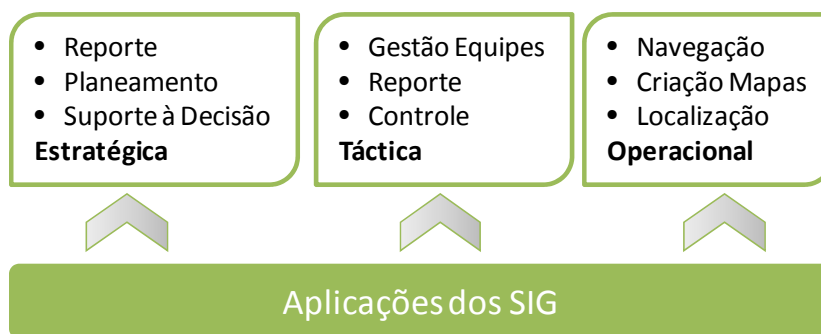 • Reporte
• Planeamento
• Suporte à Decisão
Estratégica
• Gestão Equipes
• Reporte
• Controle
Táctica
• Navegação
• Criação Mapas
• Localização
Operacional
Aplicações dos SIG